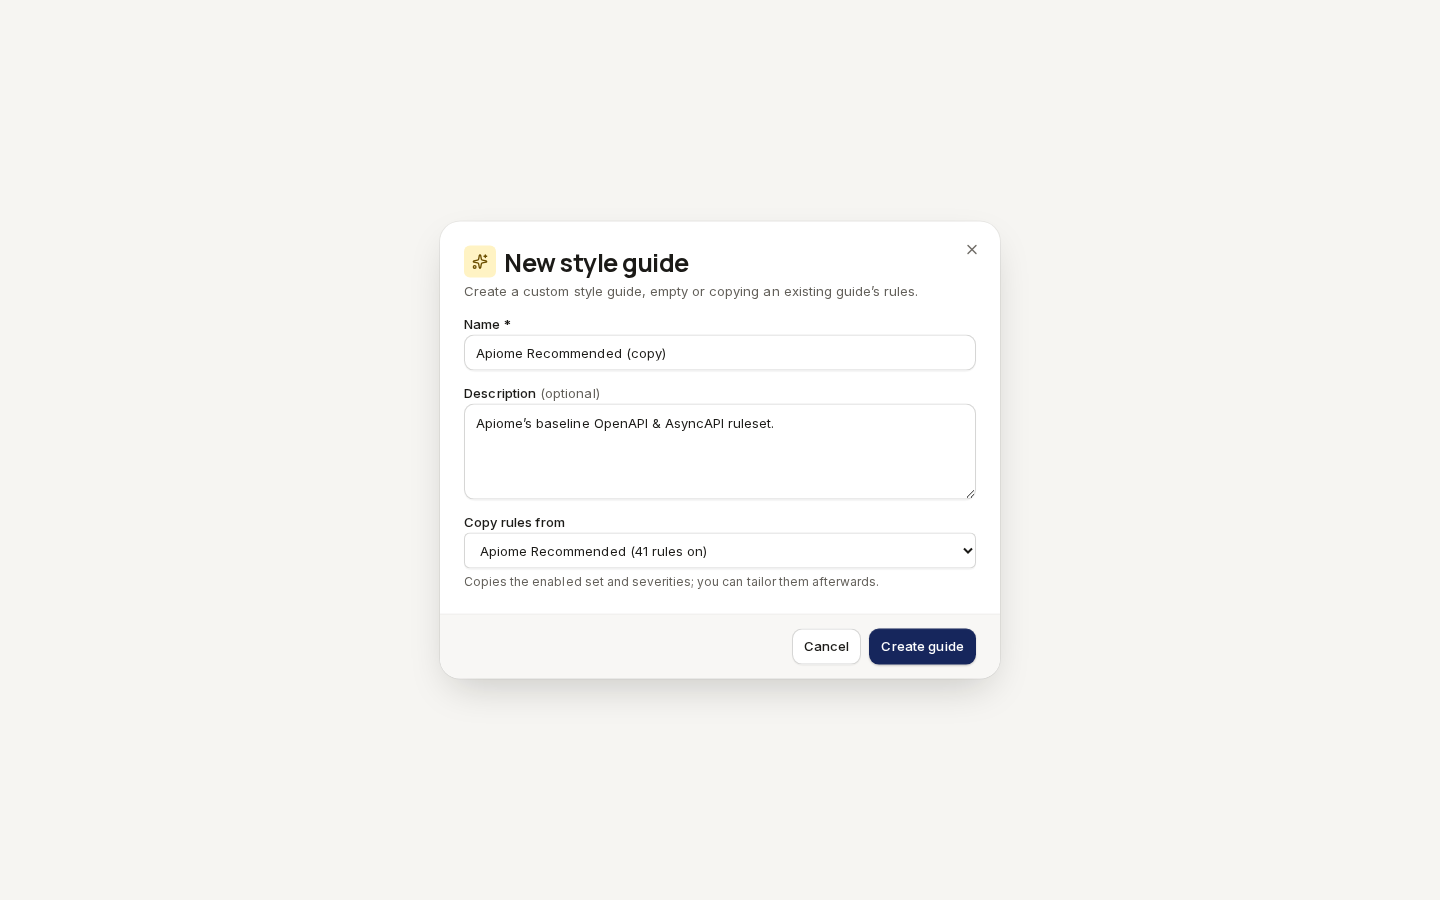 New style guide
Create a custom style guide, empty or copying an existing guide’s rules.
Name *
Apiome Recommended (copy)
Description (optional)
Apiome’s baseline OpenAPI & AsyncAPI ruleset.
Copy rules from
Apiome Recommended (41 rules on)
Copies the enabled set and severities; you can tailor them afterwards.
Cancel
Create guide